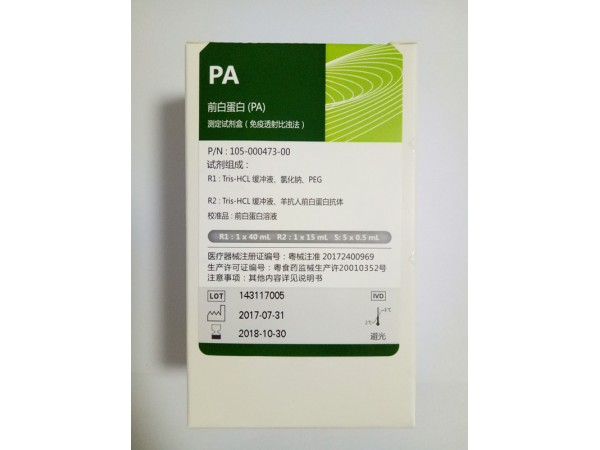 PA
前白蛋白(PA)
测定试剂盒(免疫透射比浊法)
P/N : 105-000473-00
试剂组成：
R1 : Tris-HCL 缓冲液、氯化钠、PEG
R2 : Tris-HCL 缓冲液、羊抗人前白蛋白抗体
校准品 : 前白蛋白溶液
R1 : 1 x 40 mL R2 : 1 x 15 mL S: 5 x 0.5 mL
医疗器械注册证编号：粤械注准 20172400969
生产许可证编号：粤食药监械生产许20010352号
注意事项：其他内容详见说明书
LOT 143117005 IVD
2017-07-31
2018-10-30 避光